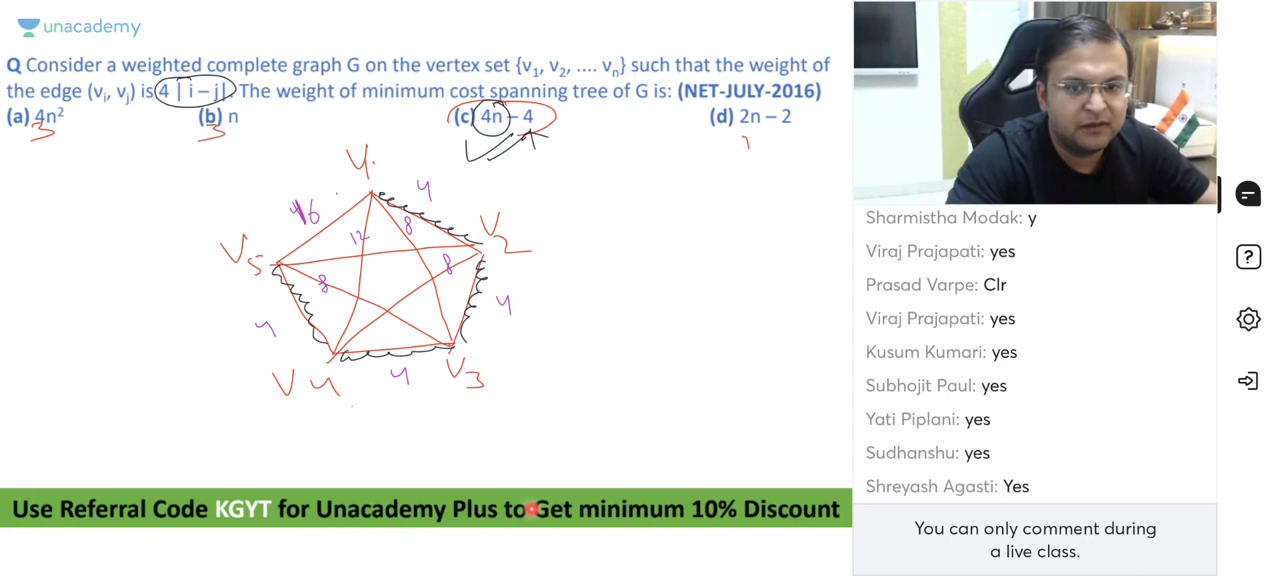 unacademy
Q Consider a weighted complete graph G on the vertex set {v₁, v₂, .... vₙ} such that the weight of
the edge (vᵢ, vⱼ) is 4 | i – j|. The weight of minimum cost spanning tree of G is: (NET-JULY-2016)
(a) 4n² (b) n (c) 4n – 4 (d) 2n – 2
3 3
V
4
V2
16
12
8
8
V5
8
4
4
4
V4
V3
Use Referral Code KGYT for Unacademy Plus to Get minimum 10% Discount
Sharmistha Modak: y
Viraj Prajapati: yes
Prasad Varpe: Clr
Viraj Prajapati: yes
Kusum Kumari: yes
Subhojit Paul: yes
Yati Piplani: yes
Sudhanshu: yes
Shreyash Agasti: Yes
You can only comment during
a live class.
?